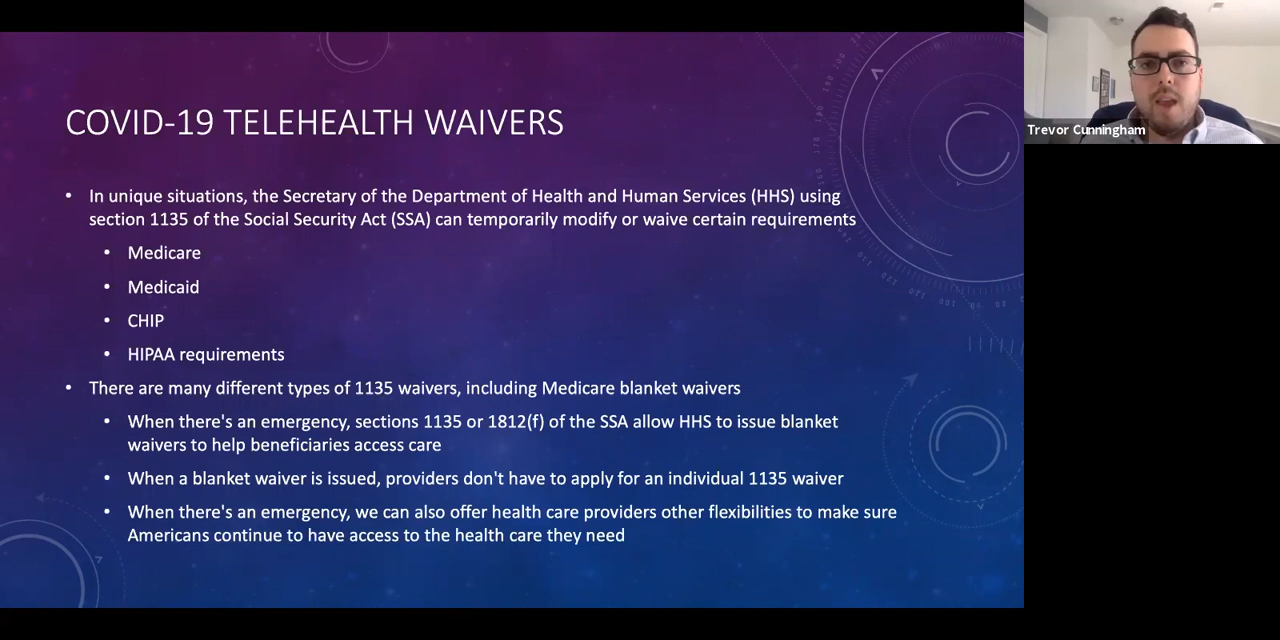 COVID-19 TELEHEALTH WAIVERS
• In unique situations, the Secretary of the Department of Health and Human Services (HHS) using
section 1135 of the Social Security Act (SSA) can temporarily modify or waive certain requirements
• Medicare
• Medicaid
• CHIP
• HIPAA requirements
• There are many different types of 1135 waivers, including Medicare blanket waivers
• When there's an emergency, sections 1135 or 1812(f) of the SSA allow HHS to issue blanket
waivers to help beneficiaries access care
• When a blanket waiver is issued, providers don't have to apply for an individual 1135 waiver
• When there's an emergency, we can also offer health care providers other flexibilities to make sure
Americans continue to have access to the health care they need
Trevor Cunningham